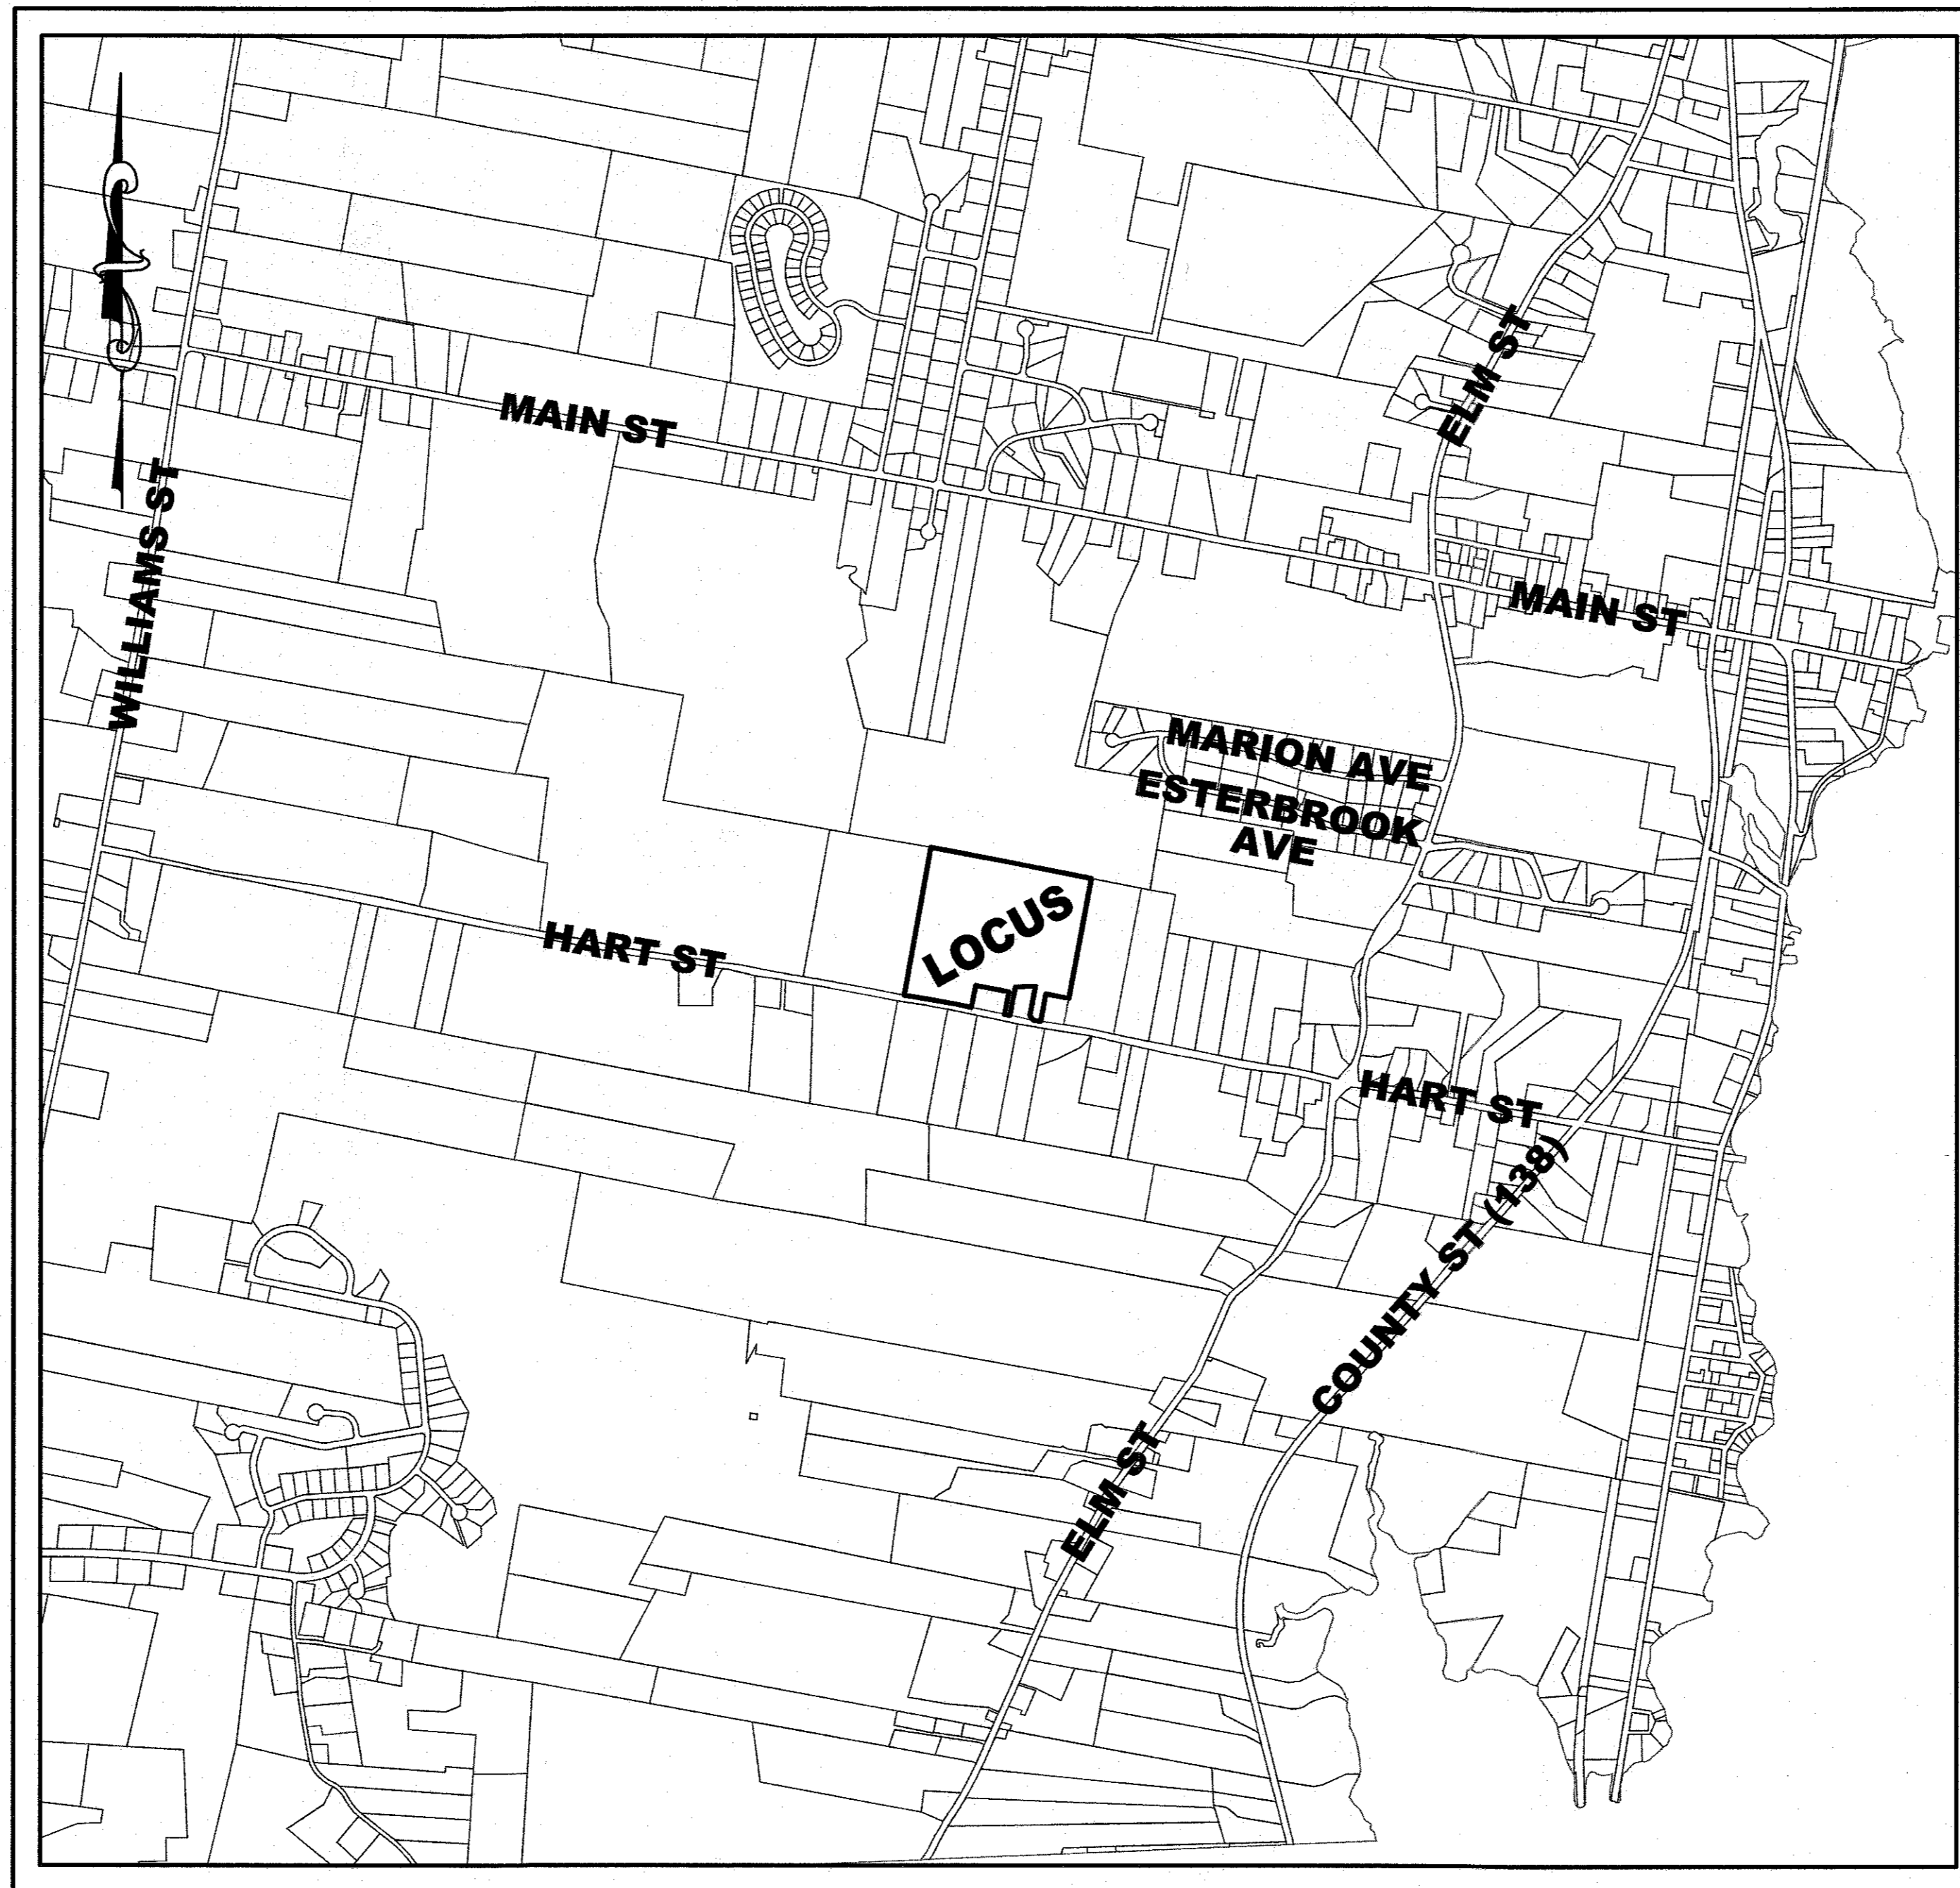 ELM ST
MAIN ST
WILLIAMS ST
MAIN ST
MARION AVE
ESTERBROOK
AVE
LOCUS
HART ST
HART ST
COUNTY ST (138)
ELM ST